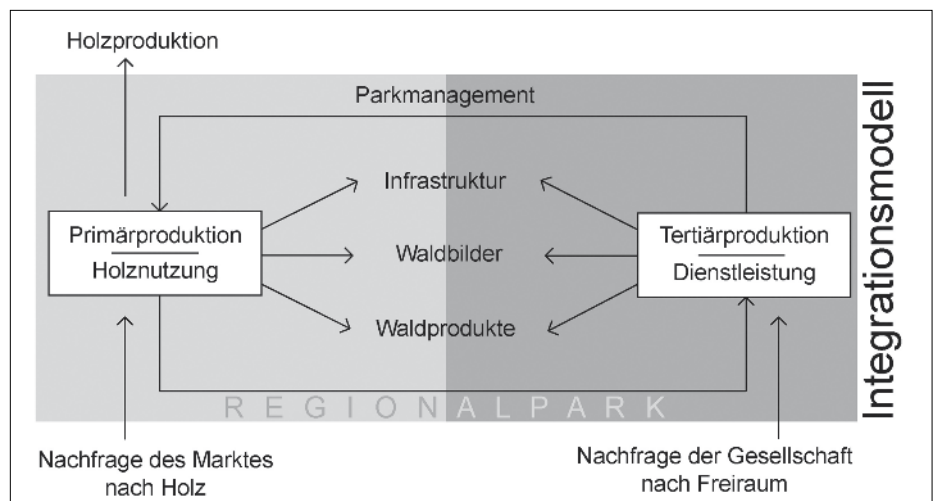 Holzproduktion
Parkmanagement
Infrastruktur
Primärproduktion
Holznutzung
Waldbilder
Tertiärproduktion
Dienstleistung
Waldprodukte
REGIONALPARK
Integrationsmodell
Nachfrage des Marktes
nach Holz
Nachfrage der Gesellschaft
nach Freiraum